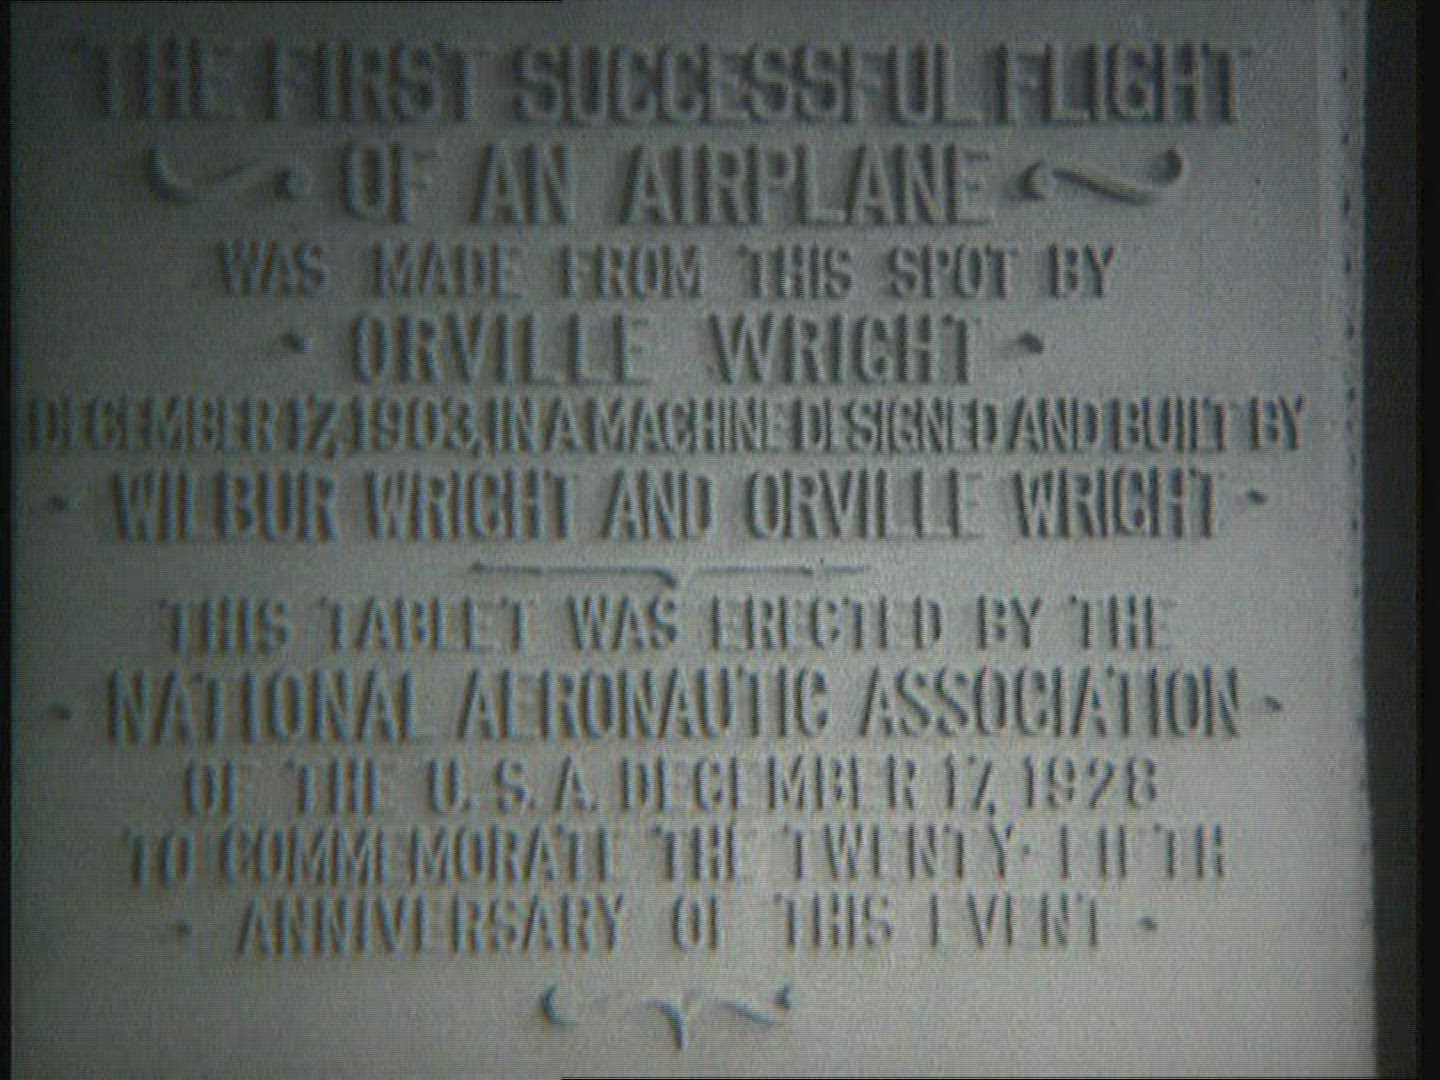 THE FIRST SUCCESSFUL FLIGHT
OF AN AIRPLANE
WAS MADE FROM THIS SPOT BY
· ORVILLE WRIGHT ·
DECEMBER 17, 1903, IN A MACHINE DESIGNED AND BUILT BY
· WILBUR WRIGHT AND ORVILLE WRIGHT ·
THIS TABLET WAS ERECTED BY THE
· NATIONAL AERONAUTIC ASSOCIATION ·
OF THE U.S.A. DECEMBER 17, 1928
TO COMMEMORATE THE TWENTY-FIFTH
· ANNIVERSARY OF THIS EVENT ·